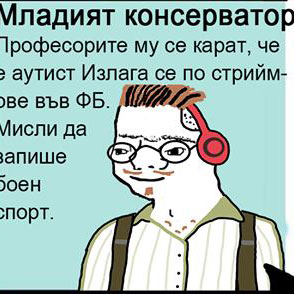 Младият консерватор
Професорите му се карат, че
е аутист Излага се по стрийм-
ове във ФБ.
Мисли да
запише
боен
спорт.